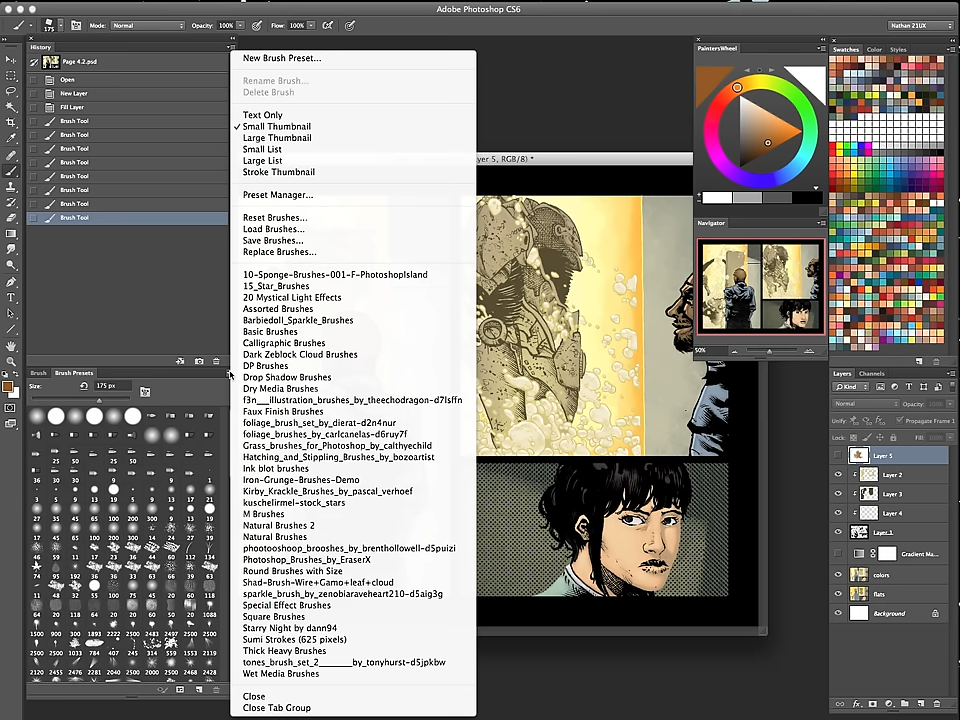 Adobe Photoshop CS6
175
Mode: Normal
Opacity: 100%
Flow: 100%
Nathan 21UX
History
Page 4.2.psd
Open
New Layer
Fill Layer
Brush Tool
Brush Tool
Brush Tool
Brush Tool
Brush Tool
Brush Tool
Brush Tool
Brush Tool
Brush
Brush Presets
Size:
175 px
New Brush Preset...
Rename Brush...
Delete Brush
Text Only
Small Thumbnail
Large Thumbnail
Small List
Large List
Stroke Thumbnail
Preset Manager...
Reset Brushes...
Load Brushes...
Save Brushes...
Replace Brushes...
10-Sponge-Brushes-001-F-PhotoshopIsland
15_Star_Brushes
20 Mystical Light Effects
Assorted Brushes
Barbiedoll_Sparkle_Brushes
Basic Brushes
Calligraphic Brushes
Dark Zeblock Cloud Brushes
DP Brushes
Drop Shadow Brushes
Dry Media Brushes
f3n__illustration_brushes_by_theechodragon-d7lsffn
Faux Finish Brushes
foliage_brush_set_by_dierat-d2n4nur
foliage_brushes_by_carlcanelas-d6ruy7f
Grass_brushes_for_Photoshop_by_calthyechild
Hatching_and_Stippling_Brushes_by_bozoartist
Ink blot brushes
Iron-Grunge-Brushes-Demo
Kirby_Krackle_Brushes_by_pascal_verhoef
kuschelirmel-stock_stars
M Brushes
Natural Brushes 2
Natural Brushes
phootooshoop_brooshes_by_brenthollowell-d5puizi
Photoshop_Brushes_by_EraserX
Round Brushes with Size
Shad-Brush-Wire+Gamo+leaf+cloud
sparkle_brush_by_zenobiaraveheart210-d5aig3g
Special Effect Brushes
Square Brushes
Starry Night by dann94
Sumi Strokes (625 pixels)
Thick Heavy Brushes
tones_brush_set_2_______by_tonyhurst-d5jpkbw
Wet Media Brushes
Close
Close Tab Group
yer 5, RGB/8) *
PaintersWheel
Navigator
50%
Swatches
Color
Styles
Layers
Channels
Kind
Normal
Opacity:
Unify:
Propagate Frame 1
Lock:
Fill:
Layer 5
Layer 2
Layer 3
Layer 4
Layer 1
Gradient Ma...
colors
flats
Background